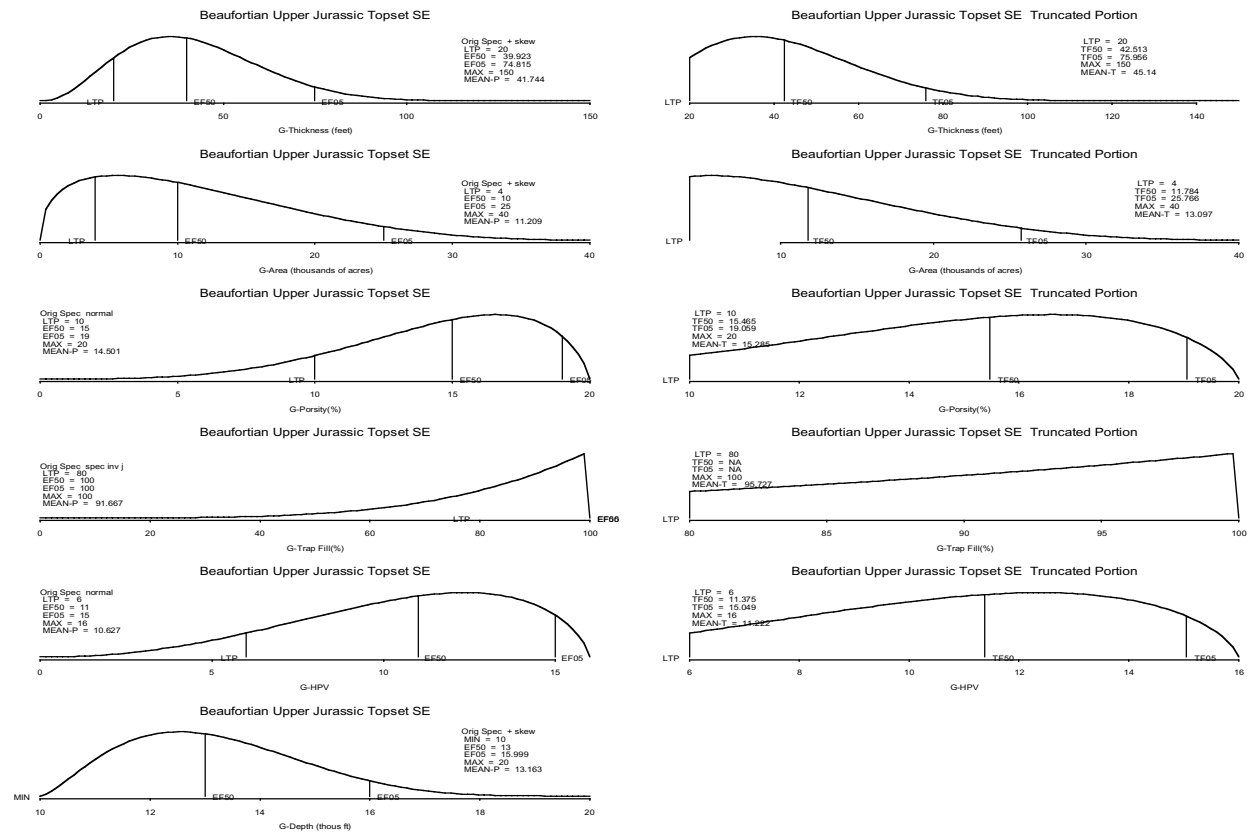 Beaufortian Upper Jurassic Topset SE
Orig Spec + skew
LTP = 20
EF50 = 39.923
EF05 = 74.815
MAX = 150
MEAN-P = 41.744
LTP
EF50
EF05
0 50 100 150
G-Thickness (feet)
Beaufortian Upper Jurassic Topset SE Truncated Portion
LTP = 20
TF50 = 42.513
TF05 = 75.956
MAX = 150
MEAN-T = 45.14
LTP
TF50
TF05
20 40 60 80 100 120 140
G-Thickness (feet)
Beaufortian Upper Jurassic Topset SE
Orig Spec + skew
LTP = 4
EF50 = 10
EF05 = 25
MAX = 40
MEAN-P = 11.209
LTP
EF50
EF05
0 10 20 30 40
G-Area (thousands of acres)
Beaufortian Upper Jurassic Topset SE Truncated Portion
LTP = 4
TF50 = 11.784
TF05 = 25.766
MAX = 40
MEAN-T = 13.097
LTP
TF50
TF05
10 20 30 40
G-Area (thousands of acres)
Beaufortian Upper Jurassic Topset SE
Orig Spec normal
LTP = 10
EF50 = 15
EF05 = 19
MAX = 20
MEAN-P = 14.501
LTP
EF50
EF05
0 5 10 15 20
G-Porsity(%)
Beaufortian Upper Jurassic Topset SE Truncated Portion
LTP = 10
TF50 = 15.465
TF05 = 19.059
MAX = 20
MEAN-T = 15.285
LTP
TF50
TF05
10 12 14 16 18 20
G-Porsity(%)
Beaufortian Upper Jurassic Topset SE
Orig Spec spec inv j
LTP = 80
EF50 = 100
EF05 = 100
MAX = 100
MEAN-P = 91.667
LTP
0 20 40 60 80 100
G-Trap Fill(%)
Beaufortian Upper Jurassic Topset SE Truncated Portion
LTP = 80
TF50 = NA
TF05 = NA
MAX = 100
MEAN-T = 95.727
LTP
80 85 90 95 100
G-Trap Fill(%)
Beaufortian Upper Jurassic Topset SE
Orig Spec normal
LTP = 6
EF50 = 11
EF05 = 15
MAX = 16
MEAN-P = 10.627
LTP
EF50
EF05
0 5 10 15
G-HPV
Beaufortian Upper Jurassic Topset SE Truncated Portion
LTP = 6
TF50 = 11.375
TF05 = 15.049
MAX = 16
MEAN-T = 11.222
LTP
TF50
TF05
6 8 10 12 14 16
G-HPV
Beaufortian Upper Jurassic Topset SE
Orig Spec + skew
MIN = 10
EF50 = 13
EF05 = 15.999
MAX = 20
MEAN-P = 13.163
MIN
EF50
EF05
10 12 14 16 18 20
G-Depth (thous ft)